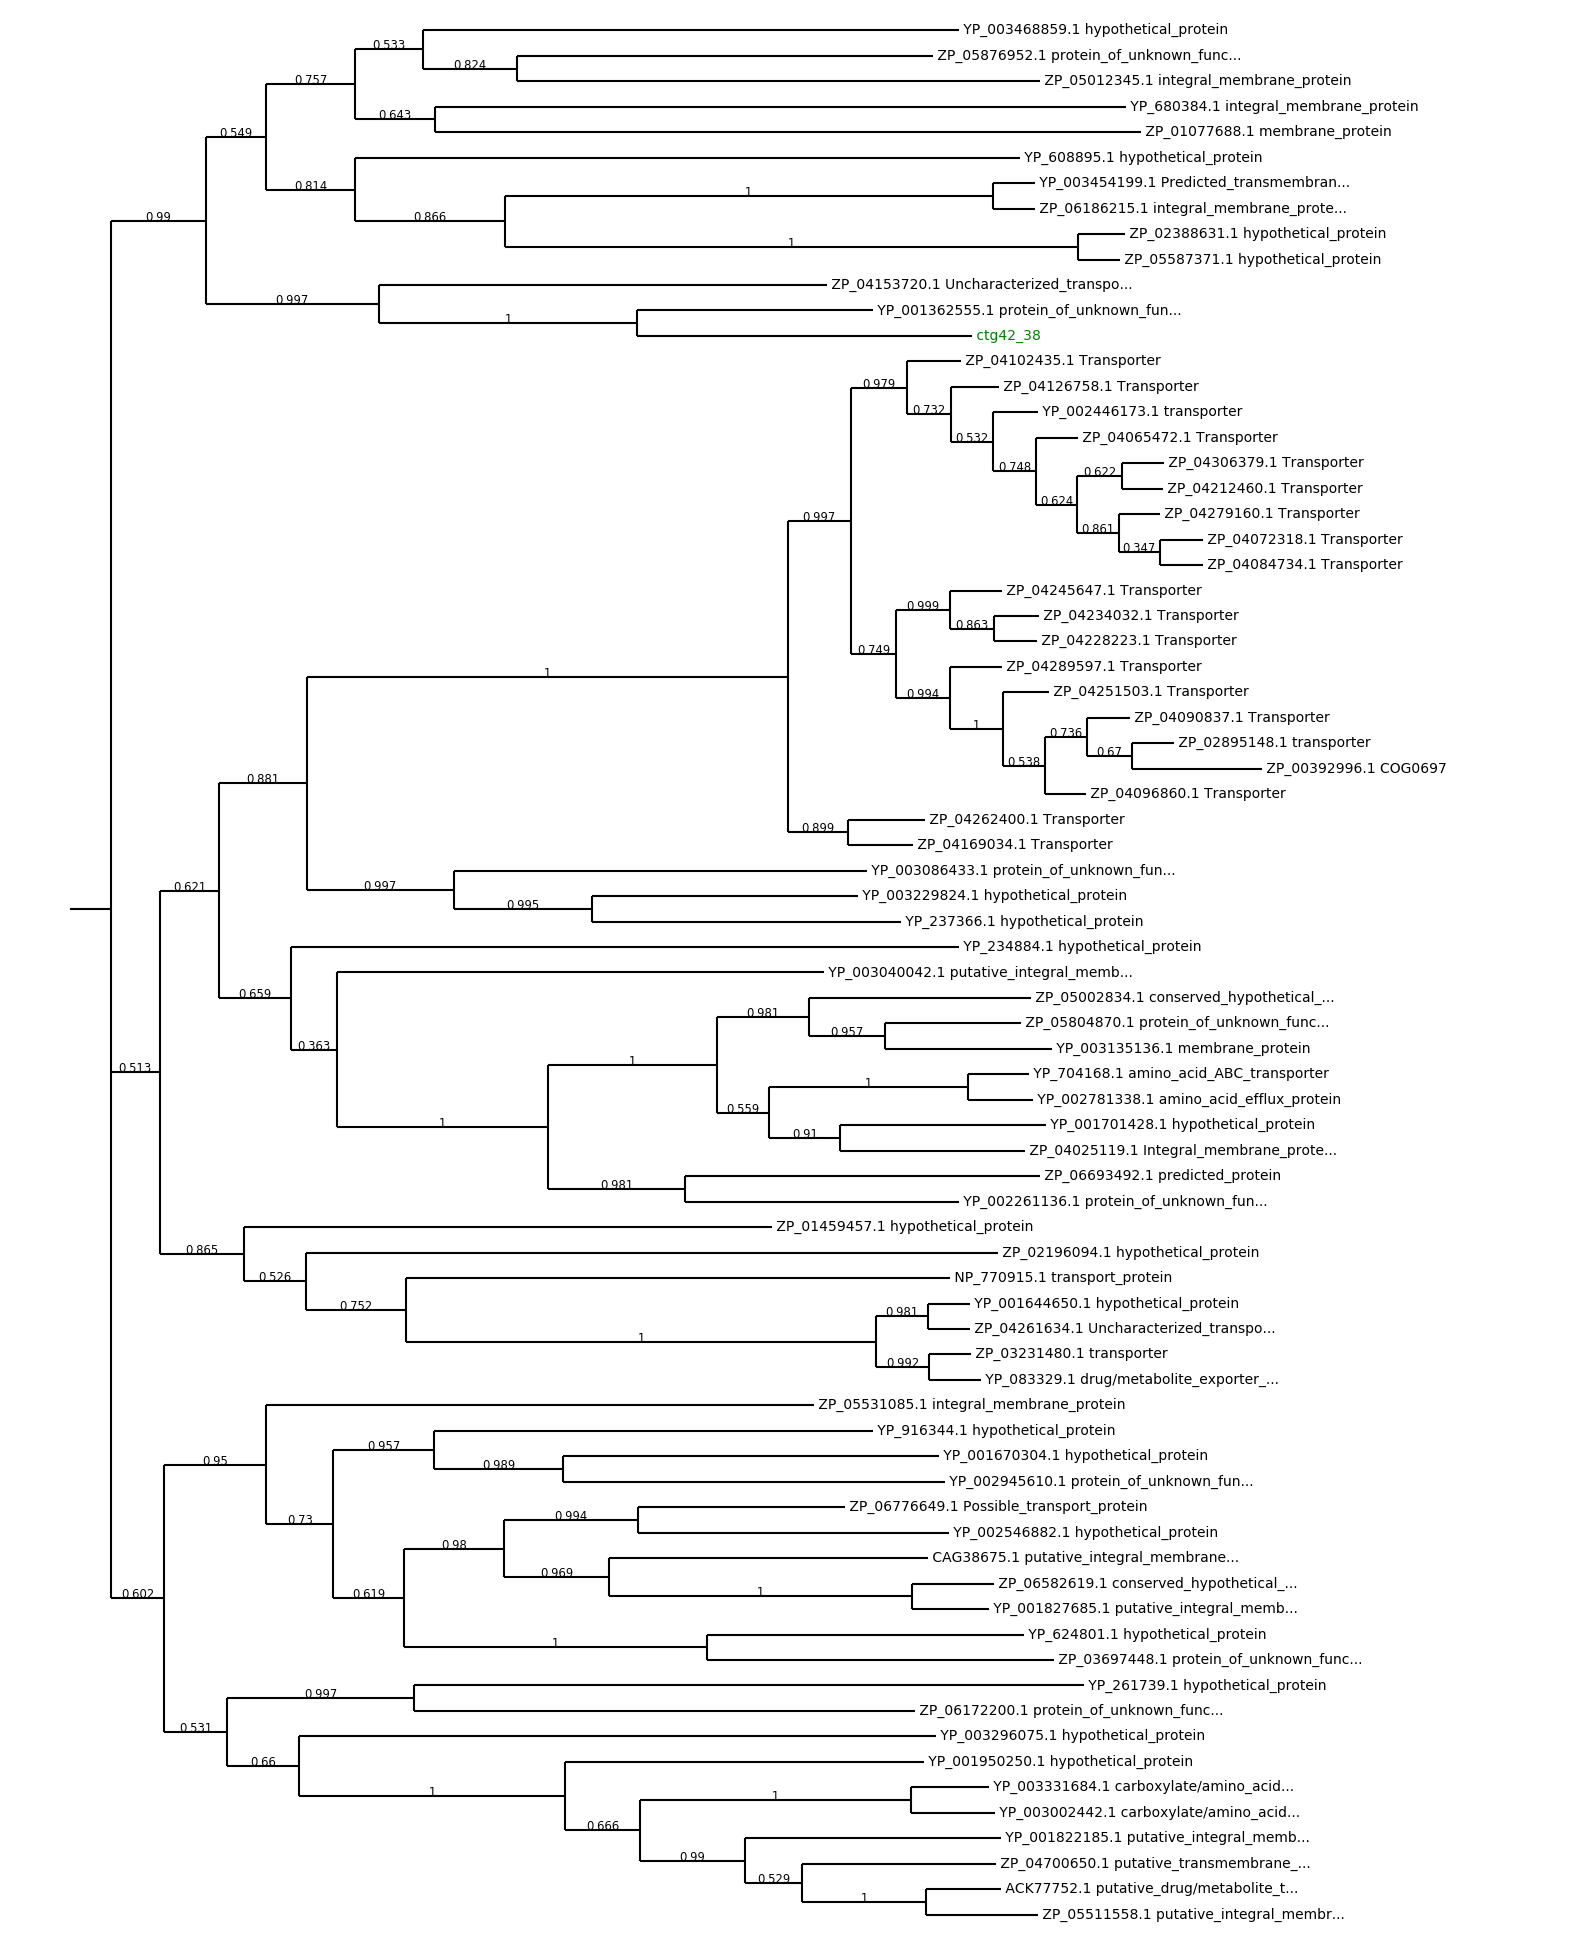 YP_003468859.1 hypothetical_protein
0.533
ZP_05876952.1 protein_of_unknown_func...
0.824
ZP_05012345.1 integral_membrane_protein
0.757
YP_680384.1 integral_membrane_protein
0.643
ZP_01077688.1 membrane_protein
0.549
YP_608895.1 hypothetical_protein
YP_003454199.1 Predicted_transmembran...
0.814
1
ZP_06186215.1 integral_membrane_prote...
0.99
0.866
ZP_02388631.1 hypothetical_protein
1
ZP_05587371.1 hypothetical_protein
ZP_04153720.1 Uncharacterized_transpo...
0.997
YP_001362555.1 protein_of_unknown_fun...
1
ctg42_38
ZP_04102435.1 Transporter
0.979
ZP_04126758.1 Transporter
0.732
YP_002446173.1 transporter
0.532
ZP_04065472.1 Transporter
0.748
ZP_04306379.1 Transporter
0.622
ZP_04212460.1 Transporter
0.624
ZP_04279160.1 Transporter
0.997
0.861
ZP_04072318.1 Transporter
0.347
ZP_04084734.1 Transporter
ZP_04245647.1 Transporter
0.999
ZP_04234032.1 Transporter
0.863
ZP_04228223.1 Transporter
0.749
ZP_04289597.1 Transporter
1
0.994
ZP_04251503.1 Transporter
1
ZP_04090837.1 Transporter
0.736
ZP_02895148.1 transporter
0.67
0.538
ZP_00392996.1 COG0697
0.881
ZP_04096860.1 Transporter
ZP_04262400.1 Transporter
0.899
ZP_04169034.1 Transporter
YP_003086433.1 protein_of_unknown_fun...
0.621
0.997
YP_003229824.1 hypothetical_protein
0.995
YP_237366.1 hypothetical_protein
YP_234884.1 hypothetical_protein
YP_003040042.1 putative_integral_memb...
0.659
ZP_05002834.1 conserved_hypothetical_...
0.981
ZP_05804870.1 protein_of_unknown_func...
0.957
0.363
YP_003135136.1 membrane_protein
1
0.513
YP_704168.1 amino_acid_ABC_transporter
1
YP_002781338.1 amino_acid_efflux_protein
0.559
1
YP_001701428.1 hypothetical_protein
0.91
ZP_04025119.1 Integral_membrane_prote...
ZP_06693492.1 predicted_protein
0.981
YP_002261136.1 protein_of_unknown_fun...
ZP_01459457.1 hypothetical_protein
0.865
ZP_02196094.1 hypothetical_protein
0.526
NP_770915.1 transport_protein
0.752
YP_001644650.1 hypothetical_protein
0.981
ZP_04261634.1 Uncharacterized_transpo...
1
ZP_03231480.1 transporter
0.992
YP_083329.1 drug/metabolite_exporter_...
ZP_05531085.1 integral_membrane_protein
YP_916344.1 hypothetical_protein
0.957
YP_001670304.1 hypothetical_protein
0.95
0.989
YP_002945610.1 protein_of_unknown_fun...
ZP_06776649.1 Possible_transport_protein
0.73
0.994
YP_002546882.1 hypothetical_protein
0.98
CAG38675.1 putative_integral_membrane...
0.969
ZP_06582619.1 conserved_hypothetical_...
0.602
0.619
1
YP_001827685.1 putative_integral_memb...
YP_624801.1 hypothetical_protein
1
ZP_03697448.1 protein_of_unknown_func...
YP_261739.1 hypothetical_protein
0.997
ZP_06172200.1 protein_of_unknown_func...
0.531
YP_003296075.1 hypothetical_protein
0.66
YP_001950250.1 hypothetical_protein
YP_003331684.1 carboxylate/amino_acid...
1
1
YP_003002442.1 carboxylate/amino_acid...
0.666
YP_001822185.1 putative_integral_memb...
0.99
ZP_04700650.1 putative_transmembrane_...
0.529
ACK77752.1 putative_drug/metabolite_t...
1
ZP_05511558.1 putative_integral_membr...